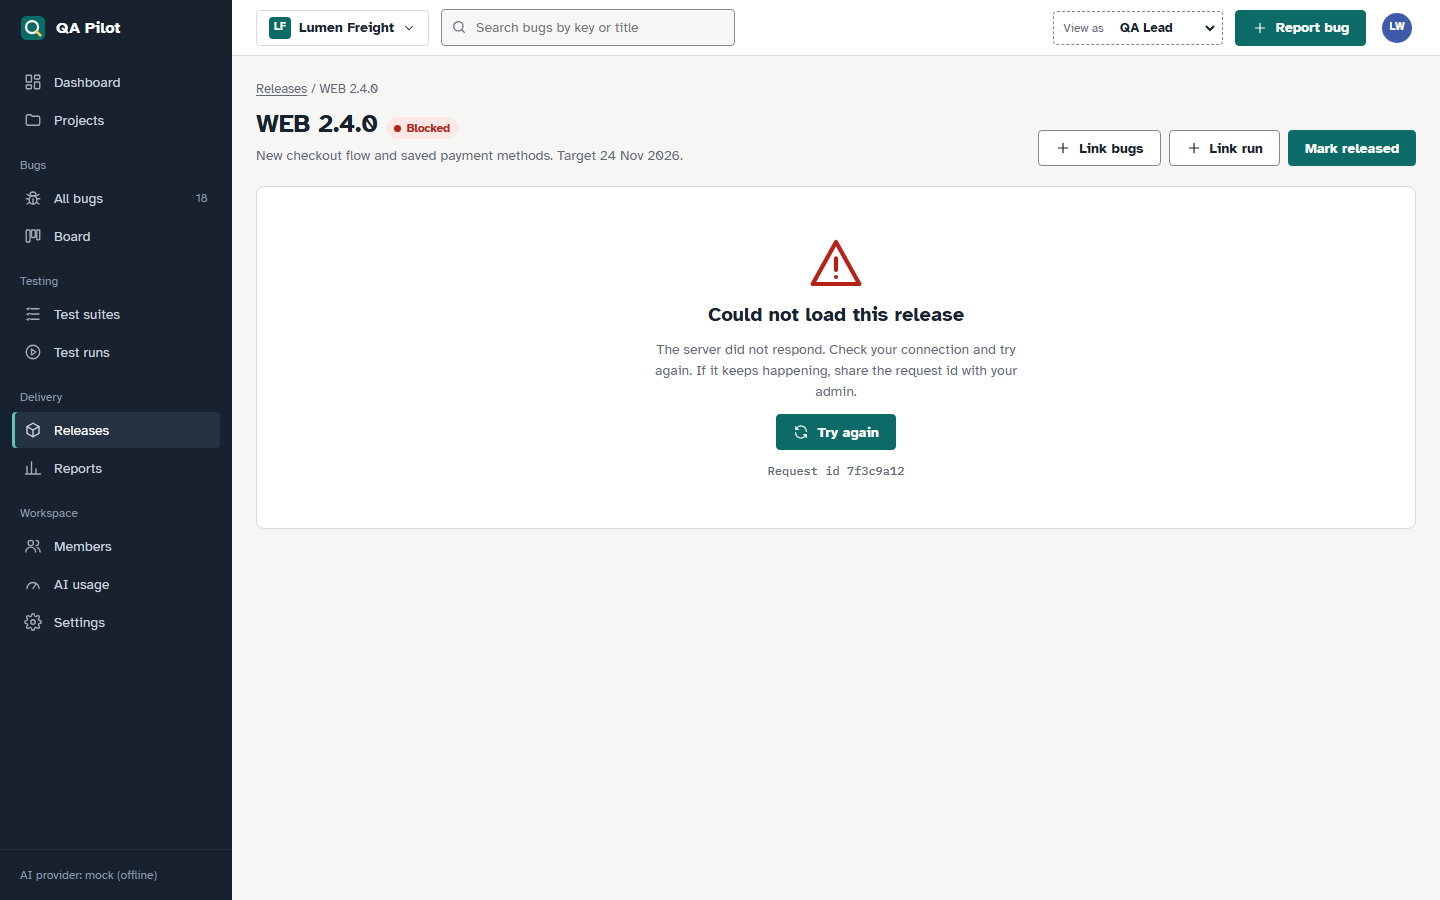 QA Pilot
Dashboard
Projects
Bugs
All bugs 18
Board
Testing
Test suites
Test runs
Delivery
Releases
Reports
Workspace
Members
AI usage
Settings
AI provider: mock (offline)
LF Lumen Freight
Search bugs by key or title
View as QA Lead
Report bug
LW
Releases / WEB 2.4.0
WEB 2.4.0 Blocked
New checkout flow and saved payment methods. Target 24 Nov 2026.
Link bugs
Link run
Mark released
Could not load this release
The server did not respond. Check your connection and try
again. If it keeps happening, share the request id with your
admin.
Try again
Request id 7f3c9a12